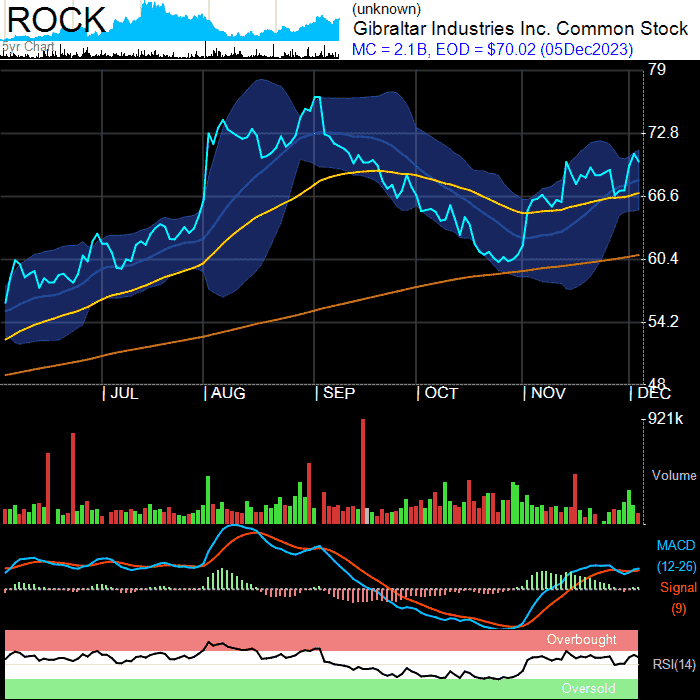 ROCK
5yr Chart
(unknown)
Gibraltar Industries Inc. Common Stock
MC = 2.1B, EOD = $70.02 (05Dec2023)
79
72.8
66.6
60.4
54.2
48
JUL AUG SEP OCT NOV DEC
921k
Volume
MACD
(12-26)
Signal
(9)
Overbought
RSI(14)
Oversold